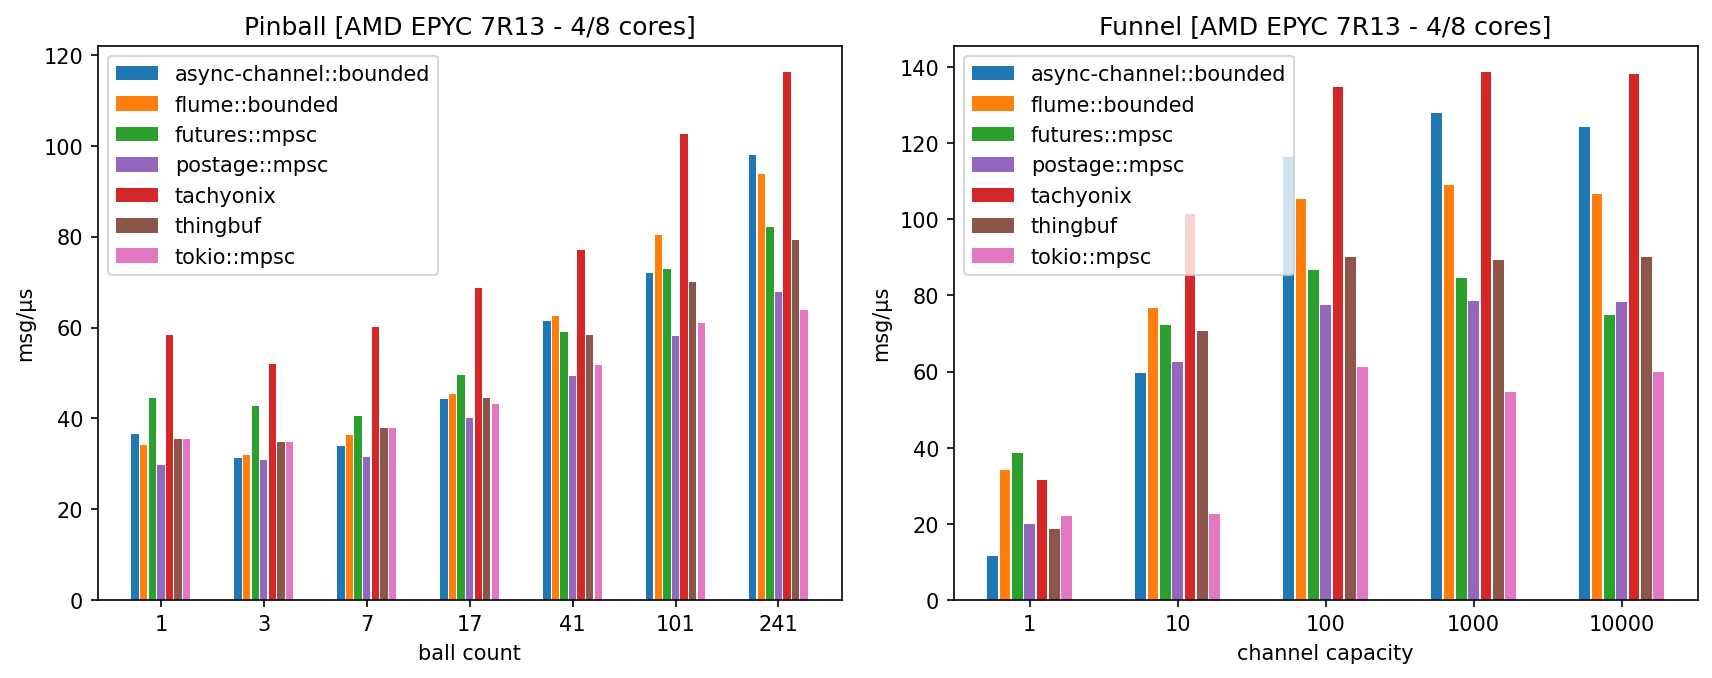 Pinball [AMD EPYC 7R13 - 4/8 cores]
async-channel::bounded
flume::bounded
futures::mpsc
postage::mpsc
tachyonix
thingbuf
tokio::mpsc
msg/µs
120
100
80
60
40
20
0
1 3 7 17 41 101 241
ball count
Funnel [AMD EPYC 7R13 - 4/8 cores]
async-channel::bounded
flume::bounded
futures::mpsc
postage::mpsc
tachyonix
thingbuf
tokio::mpsc
msg/µs
140
120
100
80
60
40
20
0
1 10 100 1000 10000
channel capacity